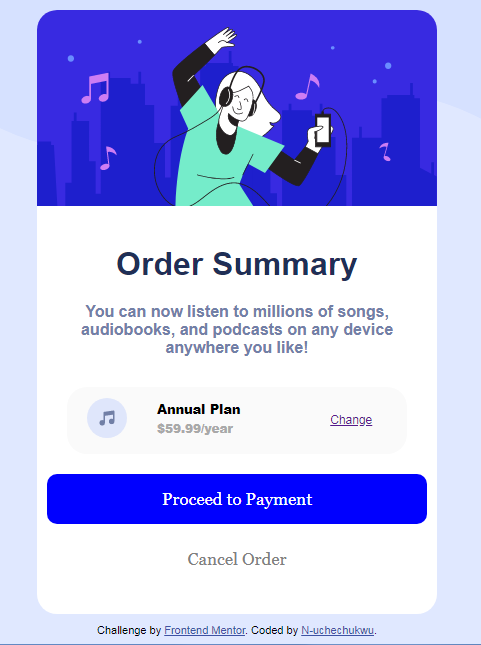 Order Summary
You can now listen to millions of songs,
audiobooks, and podcasts on any device
anywhere you like!
Annual Plan
$59.99/year
Change
Proceed to Payment
Cancel Order
Challenge by Frontend Mentor. Coded by N-uchechukwu.